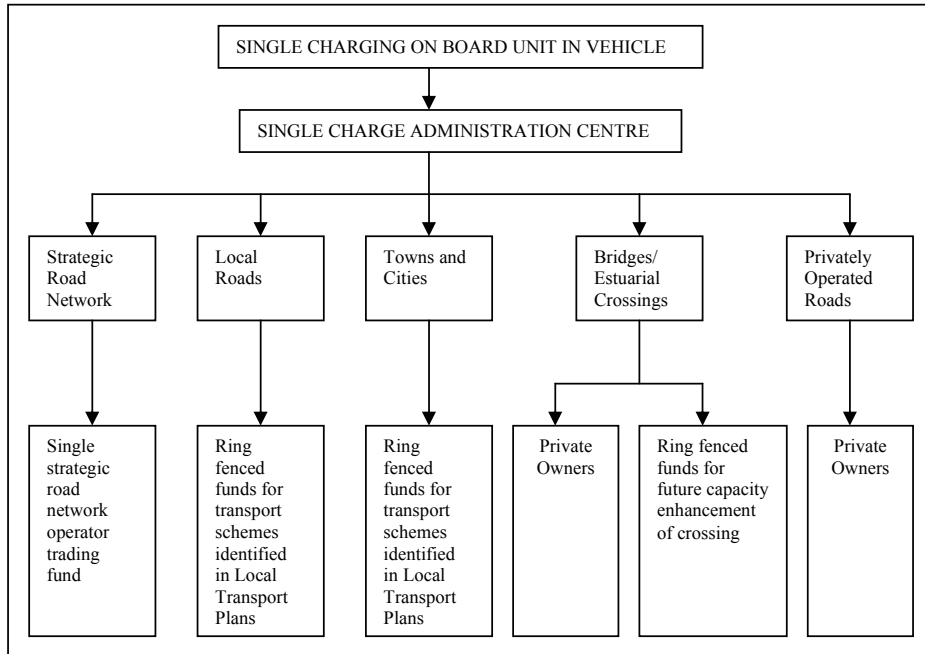 SINGLE CHARGING ON BOARD UNIT IN VEHICLE
SINGLE CHARGE ADMINISTRATION CENTRE
Strategic
Road
Network
Local
Roads
Towns and
Cities
Bridges/
Estuarial
Crossings
Privately
Operated
Roads
Single
strategic
road
network
operator
trading
fund
Ring
fenced
funds for
transport
schemes
identified
in Local
Transport
Plans
Ring
fenced
funds for
transport
schemes
identified
in Local
Transport
Plans
Private
Owners
Ring fenced
funds for
future capacity
enhancement
of crossing
Private
Owners